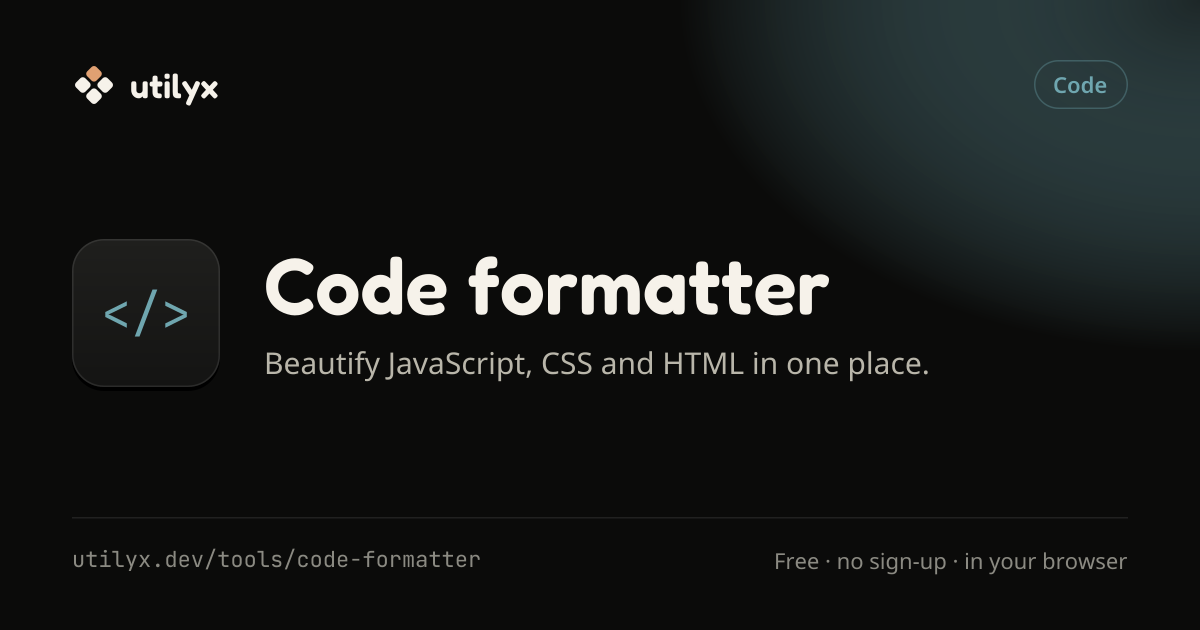 utilyx
Code
</>
Code formatter
Beautify JavaScript, CSS and HTML in one place.
utilyx.dev/tools/code-formatter
Free · no sign-up · in your browser